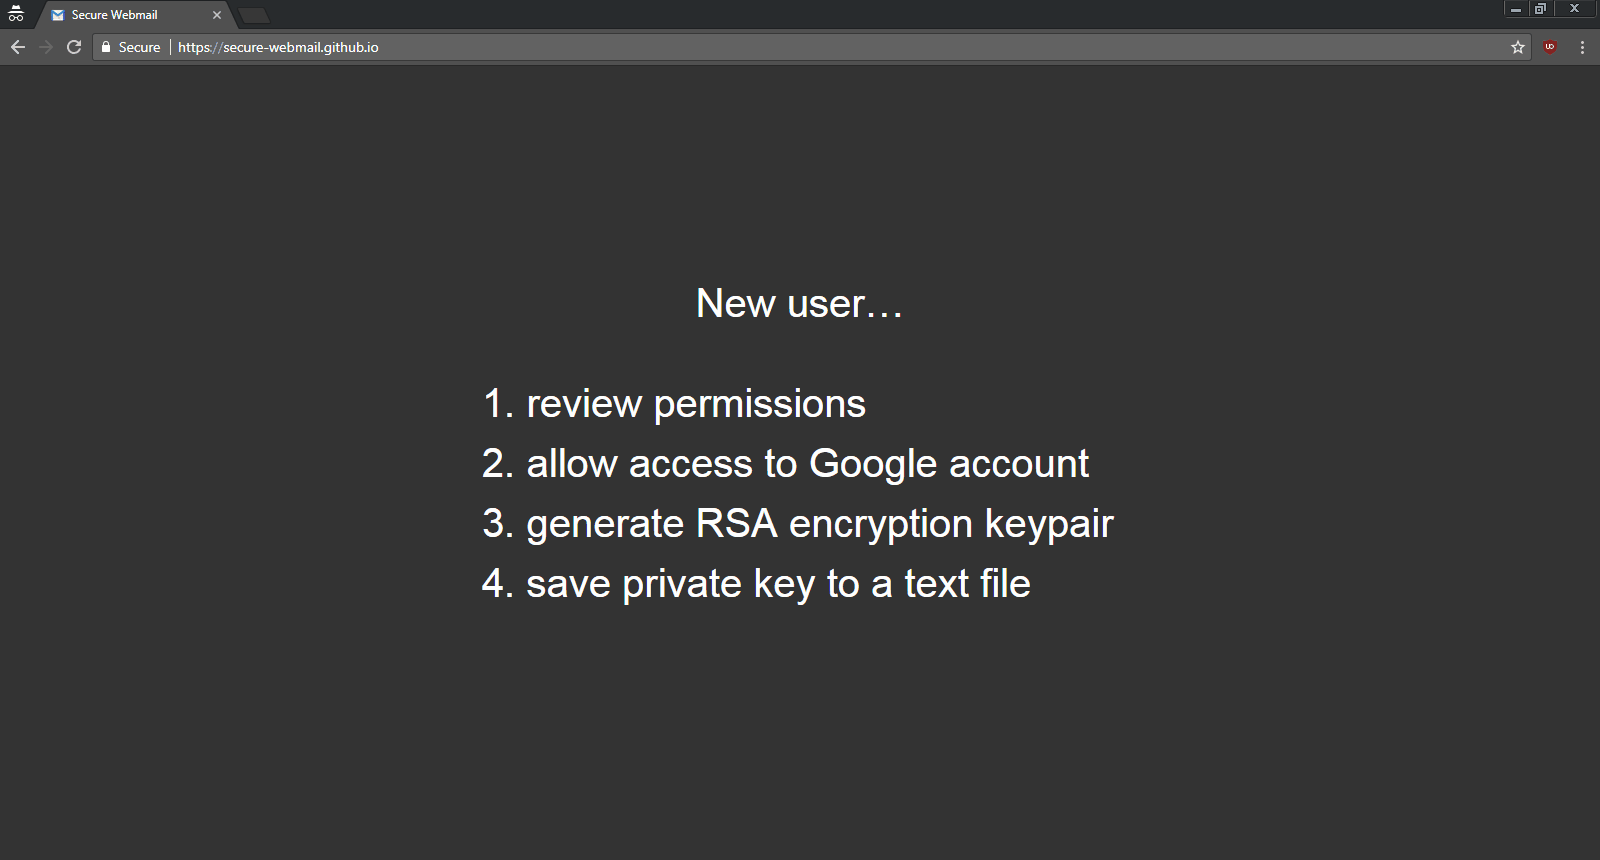 Secure Webmail
Secure
https://secure-webmail.github.io
New user…
1. review permissions
2. allow access to Google account
3. generate RSA encryption keypair
4. save private key to a text file